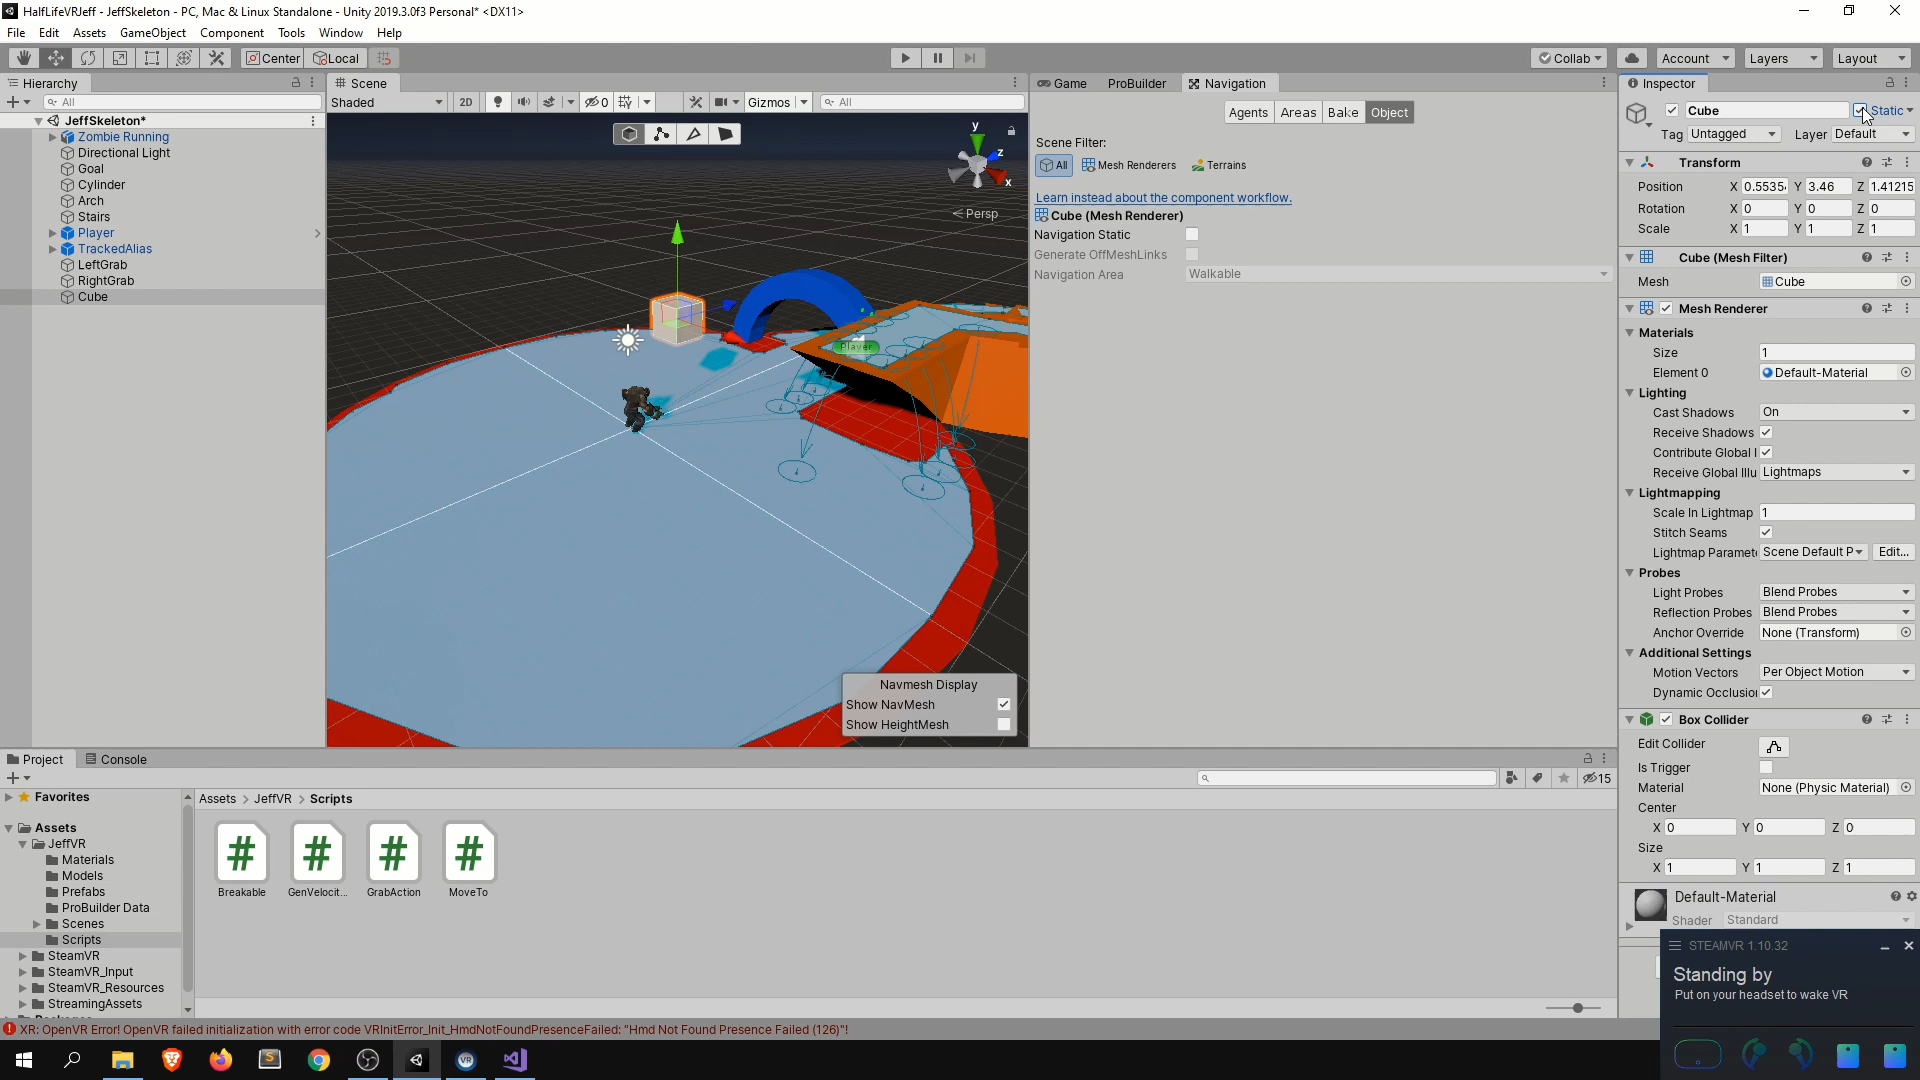 HalfLifeVRJeff - JeffSkeleton - PC, Mac & Linux Standalone - Unity 2019.3.0f3 Personal* <DX11>
File Edit Assets GameObject Component Tools Window Help
Center Local Collab Account Layers Layout
Hierarchy
All
JeffSkeleton*
Zombie Running
Directional Light
Goal
Cylinder
Arch
Stairs
Player
TrackedAlias
LeftGrab
RightGrab
Cube
Scene
Shaded 2D 0 Gizmos All
y
z
x
Persp
Player
Navmesh Display
Show NavMesh
Show HeightMesh
Game ProBuilder Navigation
Agents Areas Bake Object
Scene Filter:
All Mesh Renderers Terrains
Learn instead about the component workflow.
Cube (Mesh Renderer)
Navigation Static
Generate OffMeshLinks
Navigation Area Walkable
Inspector
Cube Static
Tag Untagged Layer Default
Transform
Position X 0.5535 Y 3.46 Z 1.41215
Rotation X 0 Y 0 Z 0
Scale X 1 Y 1 Z 1
Cube (Mesh Filter)
Mesh Cube
Mesh Renderer
Materials
Size 1
Element 0 Default-Material
Lighting
Cast Shadows On
Receive Shadows
Contribute Global I
Receive Global Illu Lightmaps
Lightmapping
Scale In Lightmap 1
Stitch Seams
Lightmap Paramet Scene Default P Edit...
Probes
Light Probes Blend Probes
Reflection Probes Blend Probes
Anchor Override None (Transform)
Additional Settings
Motion Vectors Per Object Motion
Dynamic Occlusio
Box Collider
Edit Collider
Is Trigger
Material None (Physic Material)
Center
X 0 Y 0 Z 0
Size
X 1 Y 1 Z 1
Default-Material
Shader Standard
Project Console
15
Favorites
Assets
JeffVR
Materials
Models
Prefabs
ProBuilder Data
Scenes
Scripts
SteamVR
SteamVR_Input
SteamVR_Resources
StreamingAssets
Assets > JeffVR > Scripts
Breakable GenVelocit... GrabAction MoveTo
XR: OpenVR Error! OpenVR failed initialization with error code VRInitError_Init_HmdNotFoundPresenceFailed: "Hmd Not Found Presence Failed (126)"!
STEAMVR 1.10.32
Standing by
Put on your headset to wake VR